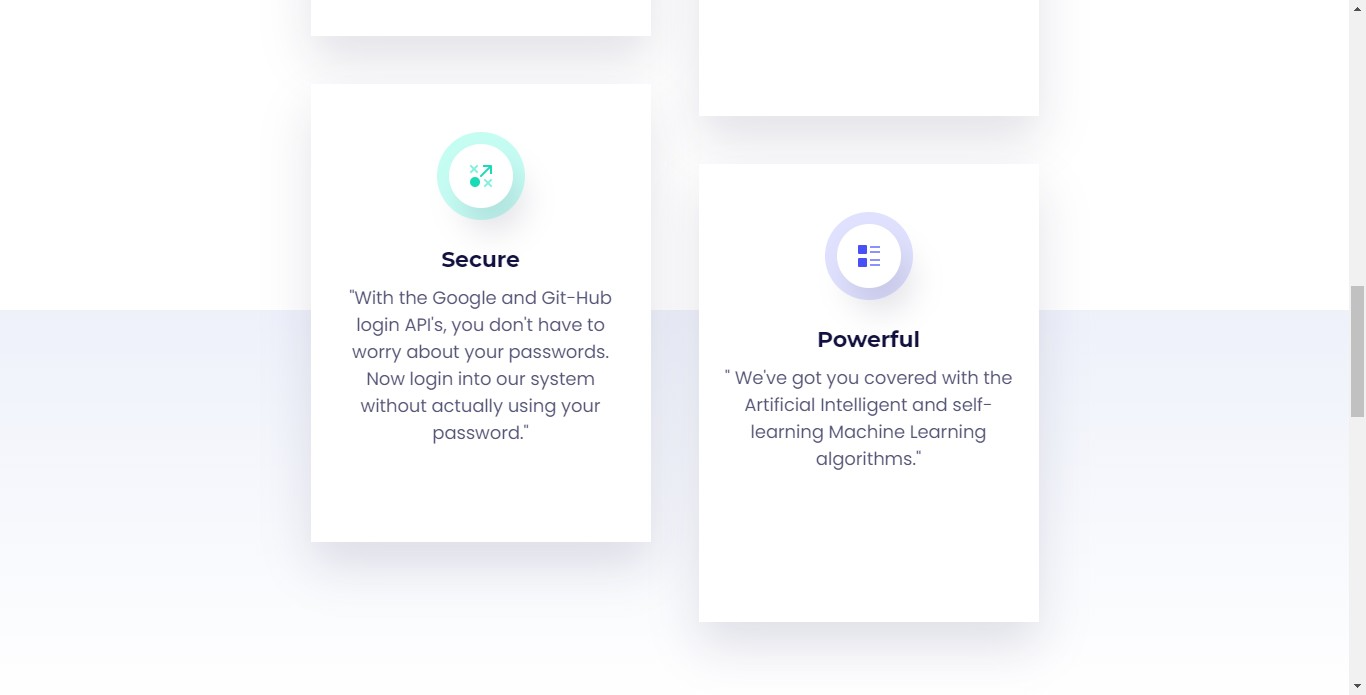 Secure
"With the Google and Git-Hub
login API's, you don't have to
worry about your passwords.
Now login into our system
without actually using your
password."
Powerful
" We've got you covered with the
Artificial Intelligent and self-
learning Machine Learning
algorithms."